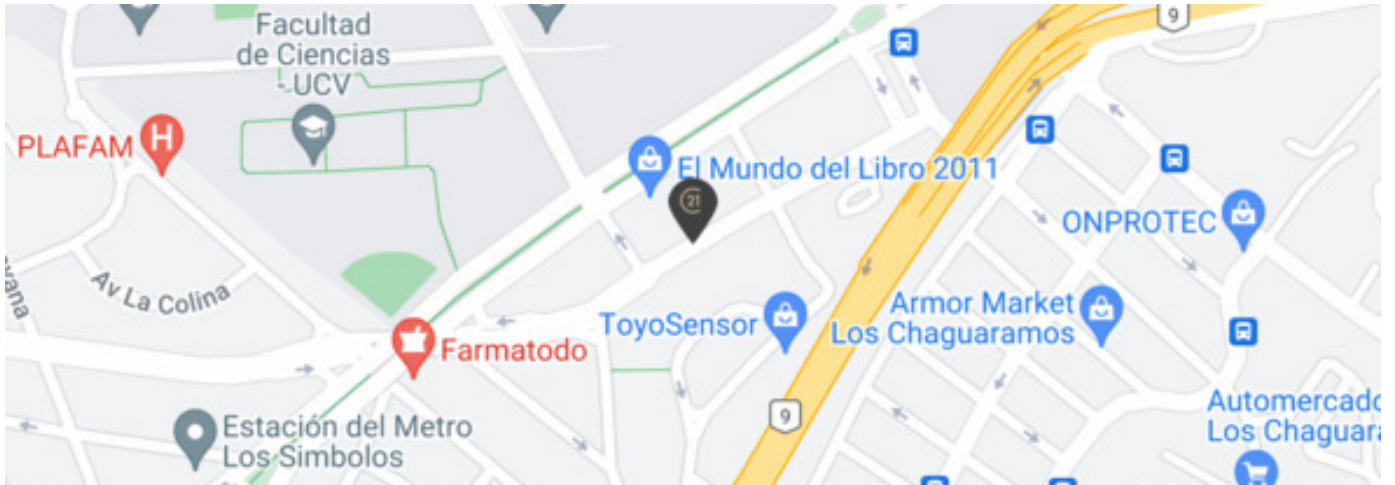 Facultad
de Ciencias
- UCV
9
PLAFAM
H
El Mundo del Libro 2011
21
ONPROTEC
Av La Colina
ToyoSensor
Armor Market
Los Chaguaramos
Farmatodo
9
Estación del Metro
Los Simbolos
Automercado
Los Chaguara